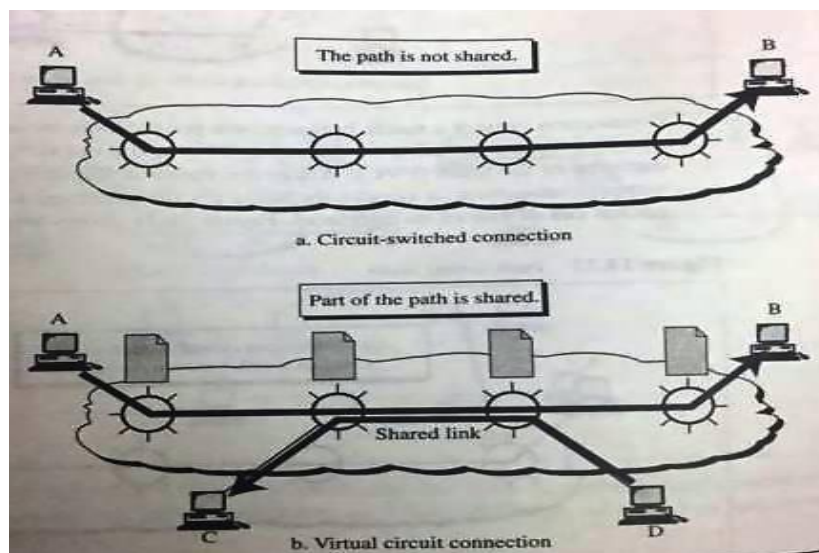 A
The path is not shared.
B
a. Circuit-switched connection
Part of the path is shared.
A
B
Shared link
C
D
b. Virtual circuit connection